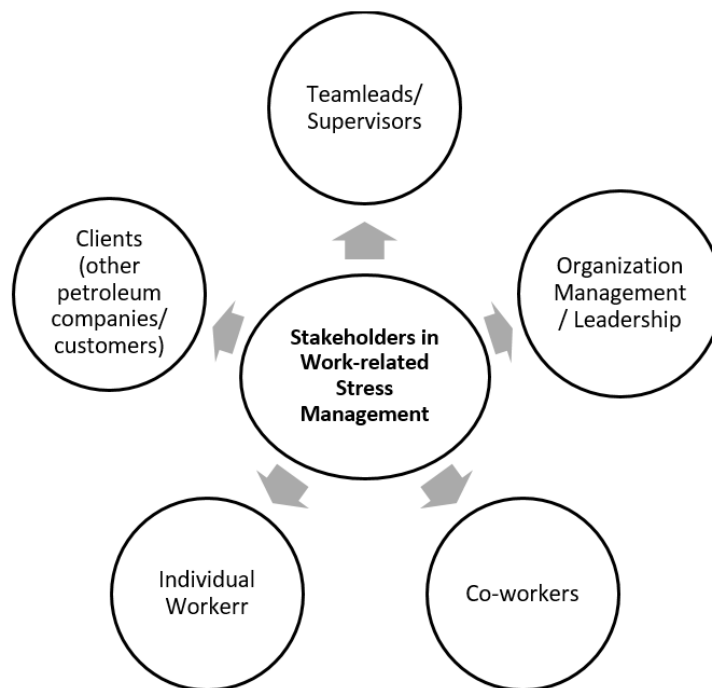 Teamleads/
Supervisors
Clients
(other
petroleum
companies/
customers)
Organization
Management
/ Leadership
Stakeholders in
Work-related
Stress
Management
Individual
Workerr
Co-workers